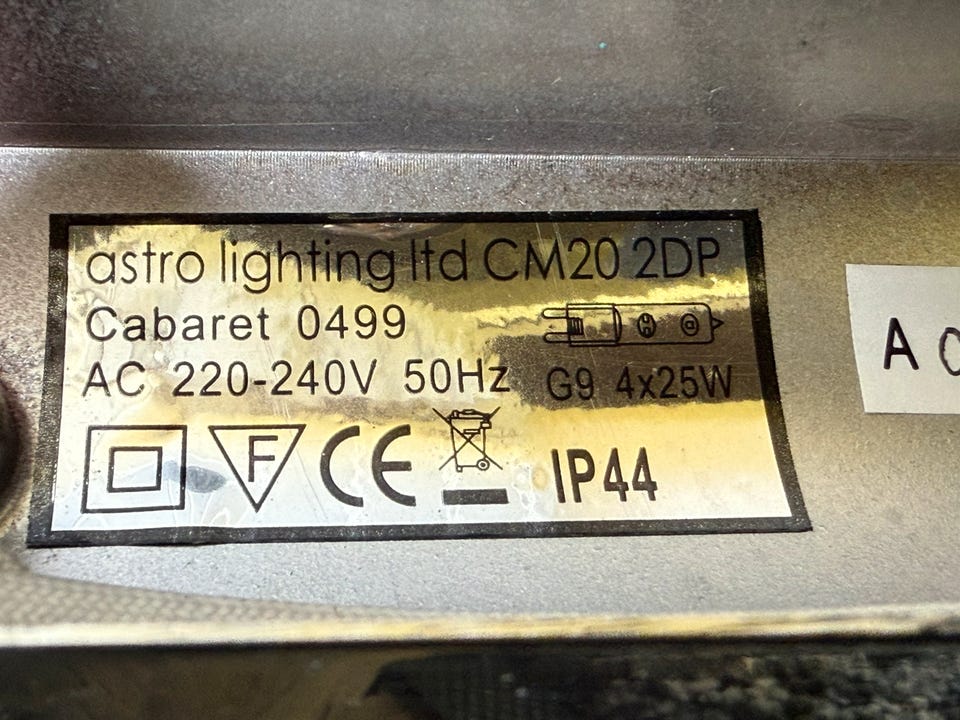 astro lighting ltd CM20 2DP
Cabaret 0499
AC 220-240V 50Hz G9 4x25W
F CE IP44
A